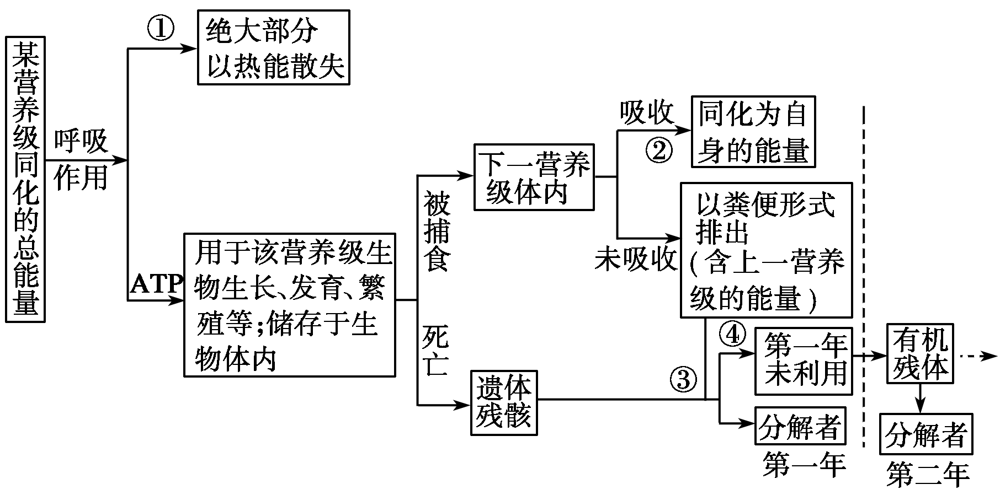 某营养级同化的总能量
呼吸
作用
①
绝大部分
以热能散失
ATP
用于该营养级生
物生长、发育、繁
殖等;储存于生
物体内
被捕食
死亡
下一营养
级体内
遗体
残骸
吸收
②
同化为自
身的能量
未吸收
以粪便形式
排出
(含上一营养
级的能量)
③
④
第一年
未利用
分解者
第一年
有机
残体
分解者
第二年